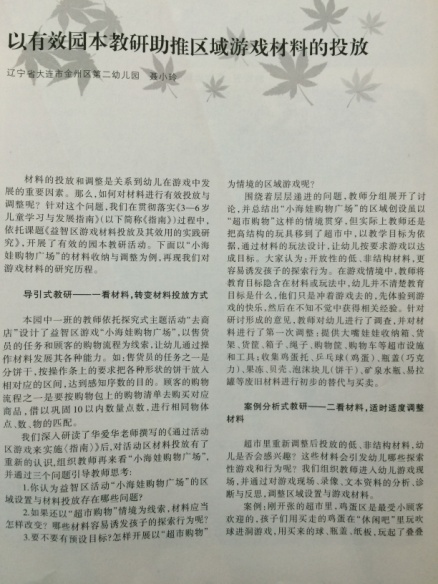 以有效园本教研助推区域游戏材料的投放
辽宁省大连市金州区第二幼儿园 聂小玲
材料的投放和调整是关系到幼儿在游戏中发
展的重要因素。那么,如何对材料进行有效投放与
调整呢?针对这个问题,我们在贯彻落实《3—6岁
儿童学习与发展指南》(以下简称《指南》)过程中,
依托课题《益智区游戏材料投放及其效用的实践研
究》,开展了有效的园本教研活动。下面以“小海
娃购物广场”的材料收纳与调整为例,再现我们对
游戏材料的研究历程。
导引式教研——一看材料,转变材料投放方式
本园中一班的教师依托探究式主题活动“去商
店”设计了益智区游戏“小海娃购物广场”,以售货
员的任务和顾客的购物流程为线索,让幼儿通过操
作材料发展其各种能力。如:售货员的任务之一是
分饼干,按操作条上的要求把各种形状的饼干放入
相对应的区间,达到感知序数的目的。顾客的购物
流程之一是要按购物包上的购物清单去购买对应
商品,借以巩固10以内数量点数,进行相同物体
点、数、物的匹配。
我们深入研读了华爱华老师撰写的《通过活动
区游戏来实施〈指南〉》后,对活动区材料投放有了
重新的认识,组织教师再来看“小海娃购物广场”,
并通过三个问题引导教师思考:
1.你认为益智区活动“小海娃购物广场”的区
域设置与材料投放存在哪些问题?
2.如果还以“超市购物”情境为线索,材料应当
怎样改变?哪些材料容易诱发孩子的探索行为?
3.要不要有预设目标?怎样开展以“超市购物”
为情境的区域游戏呢?
围绕着层层递进的问题,教师分组展开了讨
论,并总结出“小海娃购物广场”的区域创设虽以
“超市购物”这样的情境贯穿,但实际上教师还是
把高结构的玩具移到了超市中,以教学目标为依
据,通过材料的玩法设计,让幼儿按要求游戏以达
成目标。大家认为:开放性的低、非结构材料,更
容易诱发孩子的探索行为。在游戏情境中,教师将
教育目标隐含在材料或玩法中,幼儿并不清楚教育
目标是什么,他们只是冲着游戏去的,先体验到游
戏的快乐,然后在不知不觉中获得相关经验。针对
研讨形成的意见,教师对幼儿进行了调查,并对材
料进行了第一次调整:提供大嘴娃娃收纳箱、货
架、货筐、箱子、绳子、购物筐、购物车等超市设施
和工具;收集鸡蛋托、乒乓球(鸡蛋)、瓶盖(巧克
力)、果冻、贝壳、泡沫块儿(饼干)、矿泉水瓶、易拉
罐等废旧材料进行初步的替代与买卖。
案例分析式教研——二看材料,适时适度调整
材料
超市里重新调整后投放的低、非结构材料,幼
儿是否会感兴趣?这些材料会引发幼儿哪些探索
性游戏和行为呢?我们组织教师进入幼儿游戏现
场,并通过对游戏现场、录像、文本资料的分析、诊
断与反思,调整区域设置与游戏材料。
案例:刚开张的超市里,鸡蛋区是最受小顾客
欢迎的,孩子们用买走的鸡蛋在“休闲吧”里玩吹
球进洞游戏,用买来的球、瓶盖、纸板,玩起了叠叠